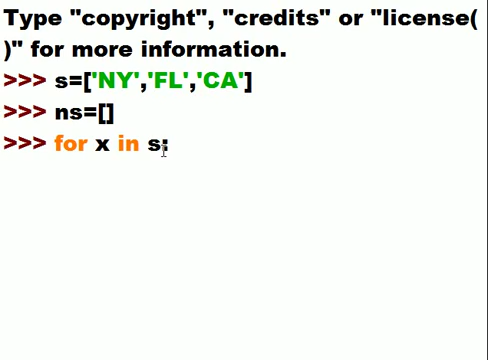 Type "copyright", "credits" or "license(
)" for more information.
>>> s=['NY','FL','CA']
>>> ns=[]
>>> for x in s: